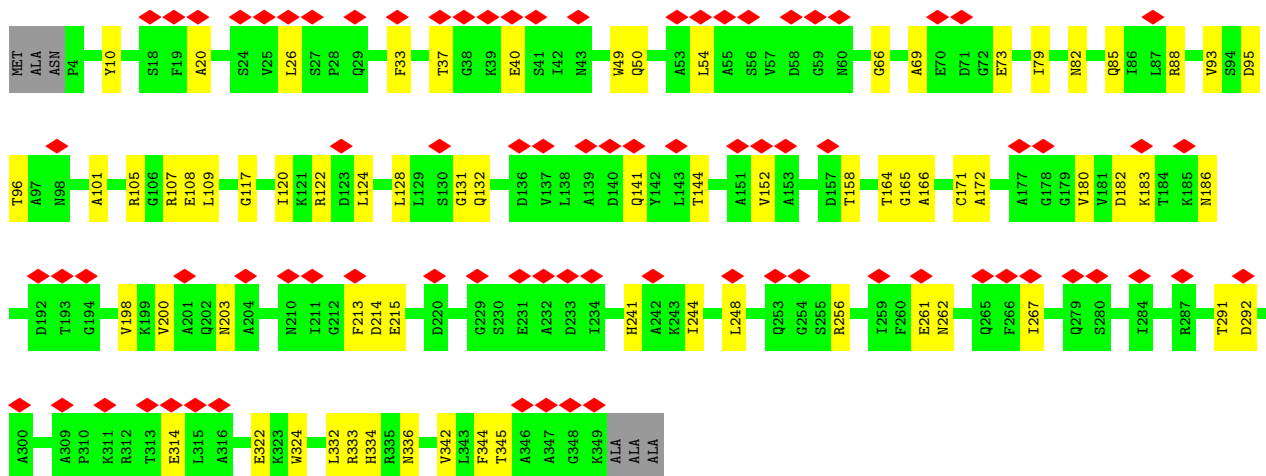 MET ALA ASN P4 Y10 S18 F19 A20 S24 V25 L26 S27 P28 Q29 F33 T37 G38 K39 E40 S41 I42 N43 W49 Q50 A53 L54 A55 S56 V57 D58 G59 N60 G66 A69 E70 D71 G72 E73 I79 N82 Q85 I86 L87 R88 V93 S94 D95
T96 A97 N98 A101 R105 G106 R107 E108 L109 G117 I120 K121 R122 D123 L124 L128 L129 S130 G131 Q132 D136 V137 L138 A139 D140 Q141 Y142 L143 T144 A151 V152 A153 D157 T158 T164 G165 A166 C171 A172 A177 G178 G179 V180 V181 D182 K183 T184 K185 N186
D192 T193 G194 V198 K199 V200 A201 Q202 N203 A204 N210 I211 G212 F213 D214 E215 D220 G229 S230 E231 A232 D233 I234 H241 A242 K243 I244 L248 Q253 G254 S255 R256 I259 F260 E261 N262 Q265 F266 I267 Q279 S280 I284 R287 T291 D292
A300 A309 P310 K311 R312 T313 E314 L315 A316 E322 K323 W324 L332 R333 H334 R335 N336 V342 L343 F344 T345 A346 A347 G348 K349 ALA ALA ALA